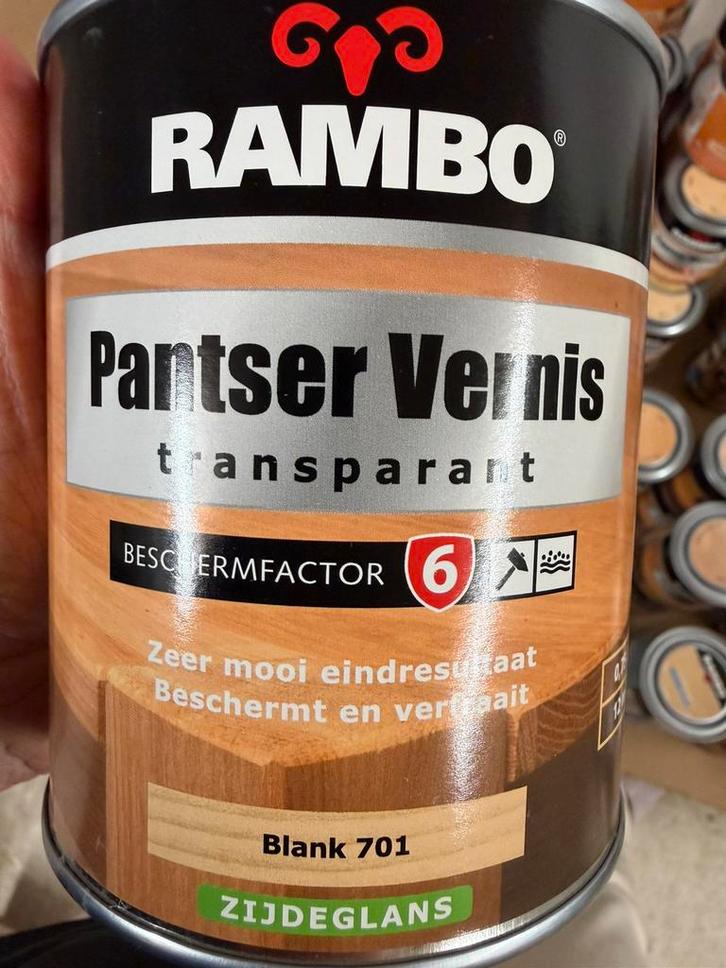 RAMBO®
Pantser Vernis
transparant
BESCHERMFACTOR 6
Zeer mooi eindresultaat
Beschermt en verfraait
Blank 701
ZIJDEGLANS